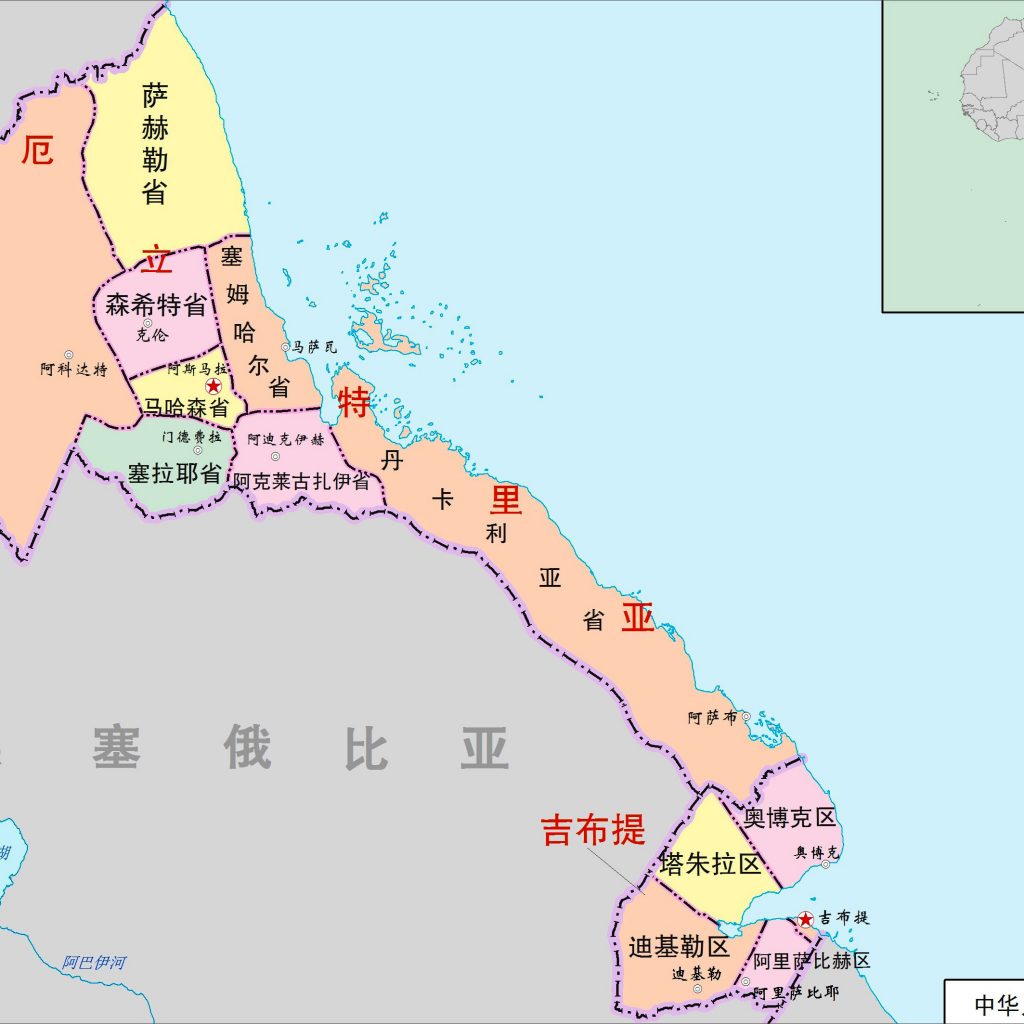 萨赫勒省
厄
立
特
里
亚
森希特省
克伦
塞姆哈尔省
马萨瓦
阿科达特
阿斯马拉
马哈森省
门德费拉
塞拉耶省
阿迪克伊赫
阿克莱古扎伊省
丹卡利亚省
阿萨布
塞俄比亚
吉布提
奥博克区
奥博克
塔朱拉区
湖
吉布提
迪基勒区
迪基勒
阿里萨比赫区
阿里萨比耶
阿巴伊河
中华